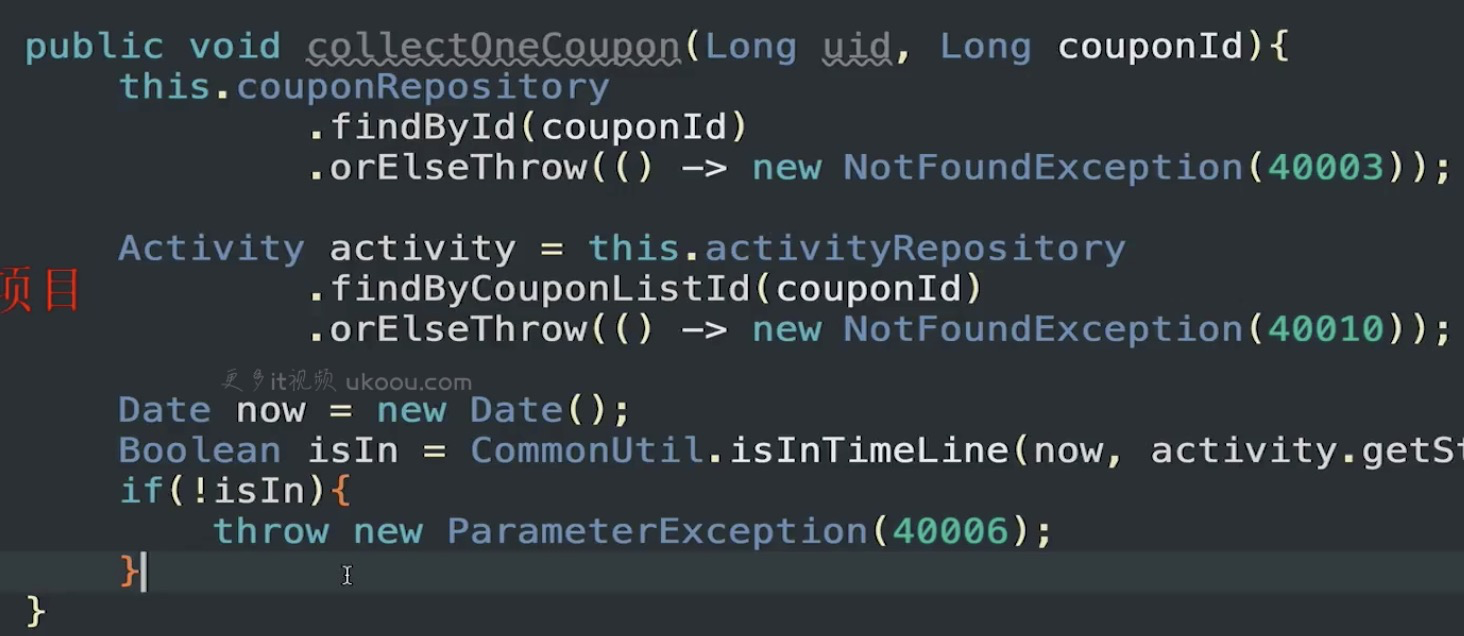 public void collectOneCoupon(Long uid, Long couponId){
this.couponRepository
.findById(couponId)
.orElseThrow(() -> new NotFoundException(40003));
Activity activity = this.activityRepository
项目
.findByCouponListId(couponId)
.orElseThrow(() -> new NotFoundException(40010));
更多it视频 ukoou.com
Date now = new Date();
Boolean isIn = CommonUtil.isInTimeLine(now, activity.getSt
if(!isIn){
throw new ParameterException(40006);
}
}